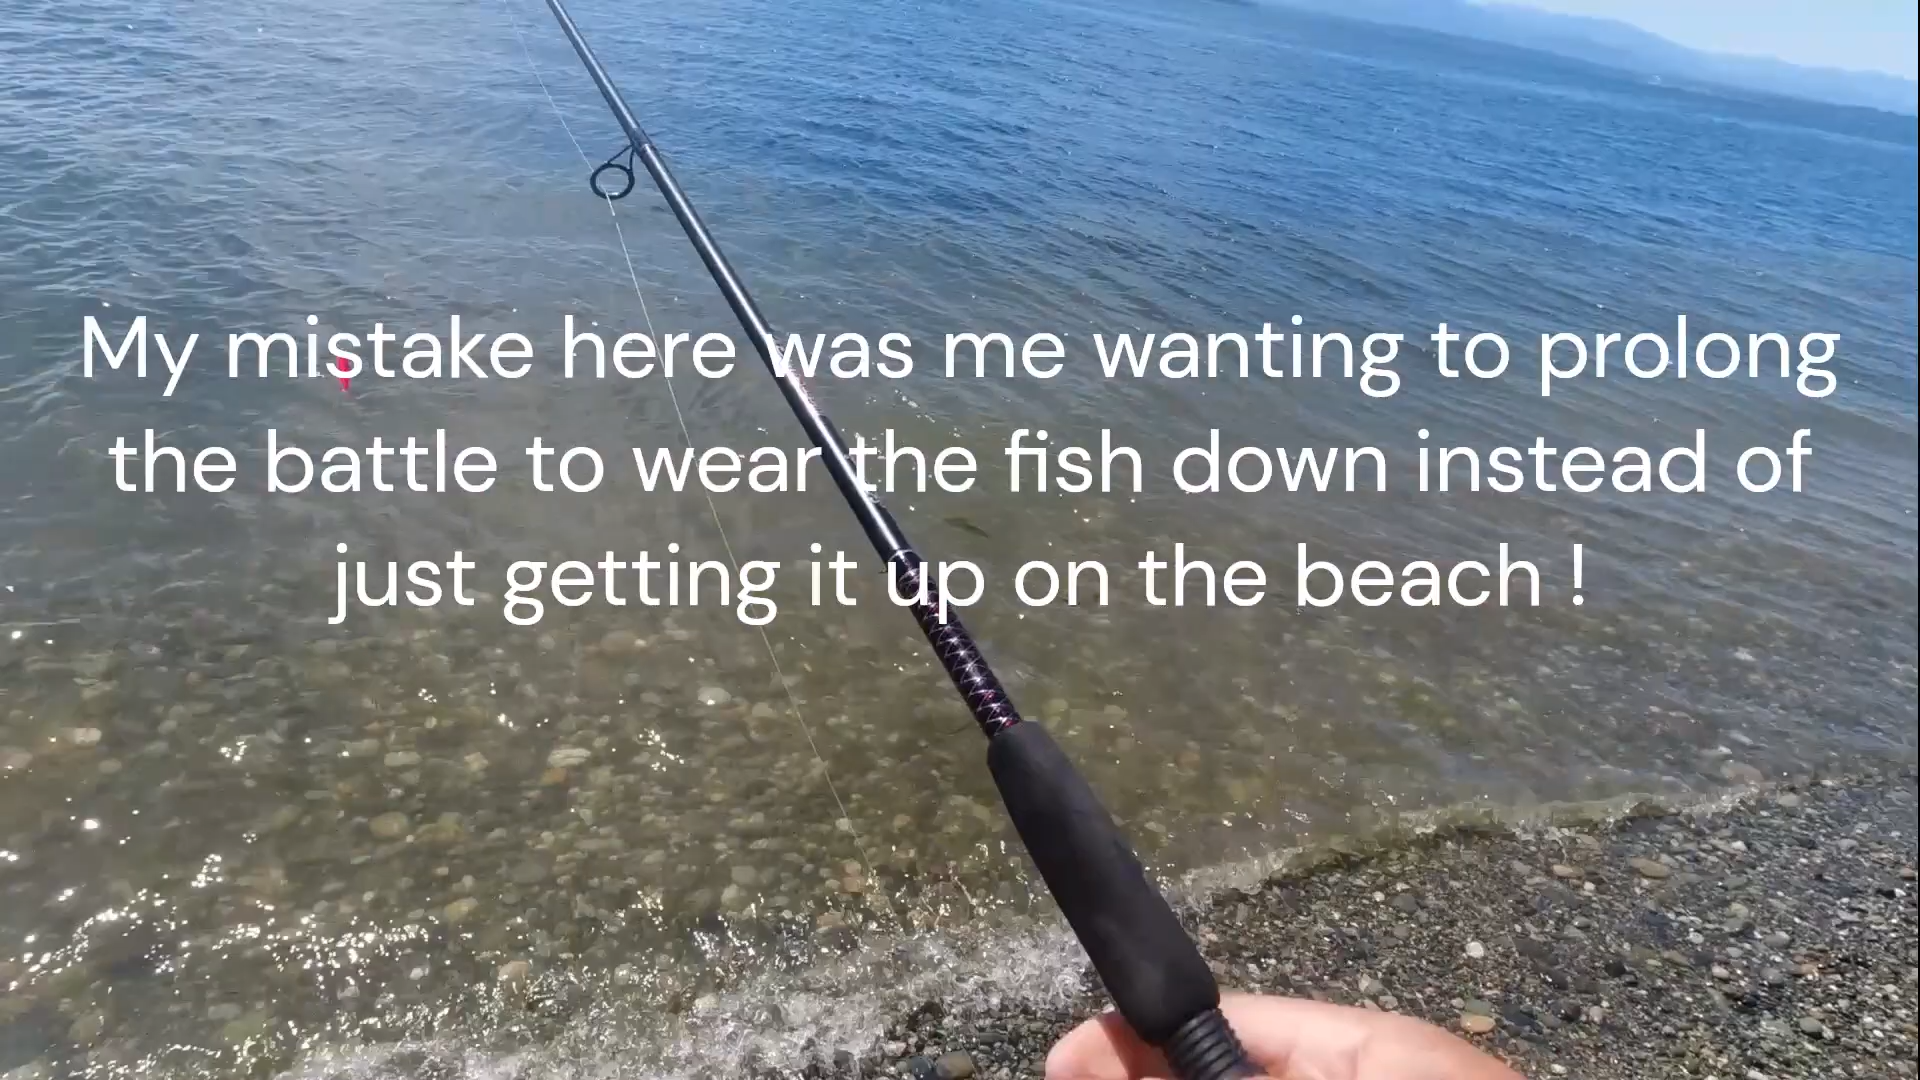 My mistake here was me wanting to prolong
the battle to wear the fish down instead of
just getting it up on the beach !